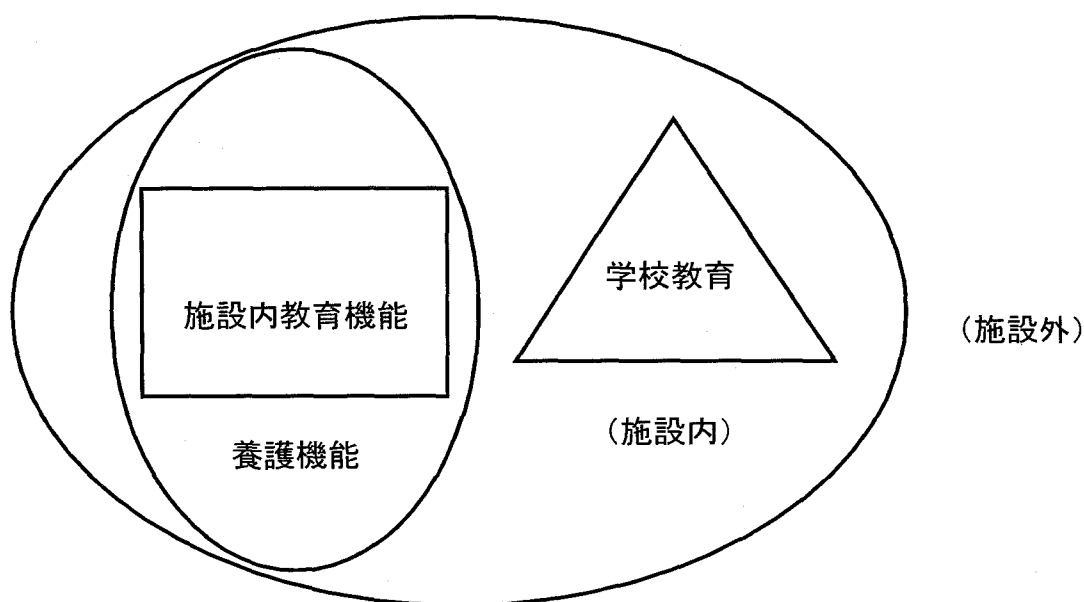 学校教育
施設内教育機能
（施設外）
（施設内）
養護機能